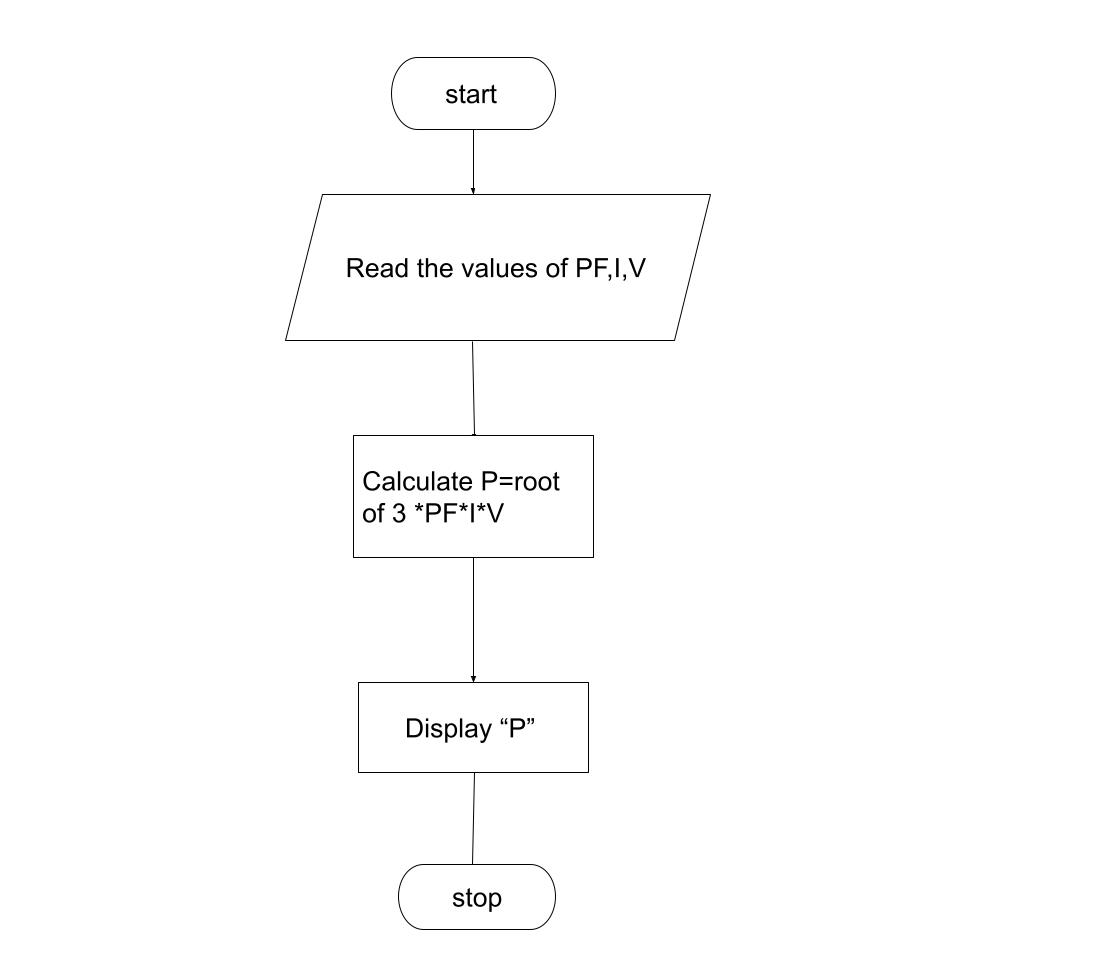 start
Read the values of PF,I,V
Calculate P=root
of 3 *PF*I*V
Display “P”
stop